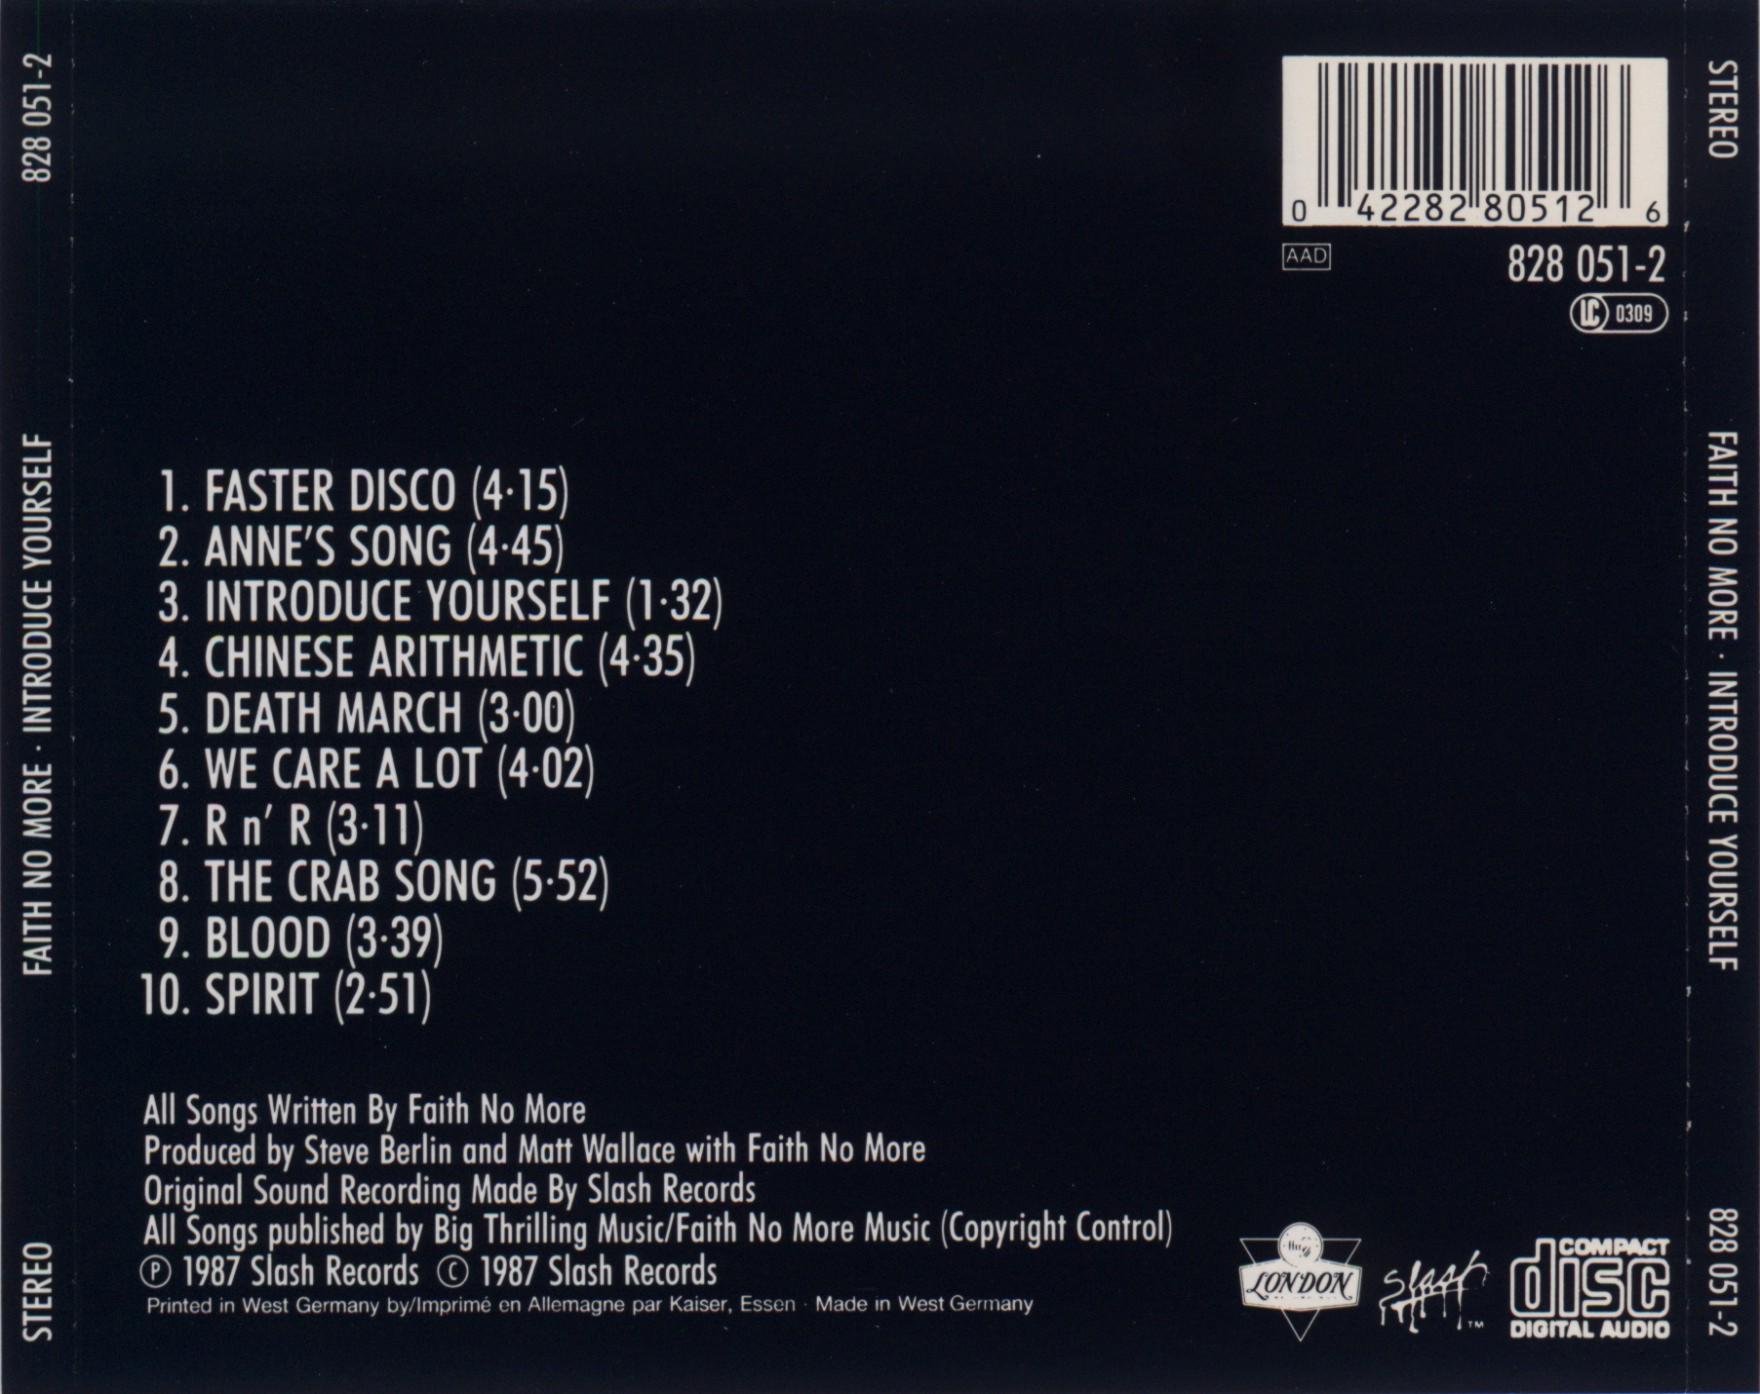 828 051-2
FAITH NO MORE · INTRODUCE YOURSELF
STEREO
0 42282 80512 6
AAD
828 051-2
LC 0309
1. FASTER DISCO (4·15)
2. ANNE'S SONG (4·45)
3. INTRODUCE YOURSELF (1·32)
4. CHINESE ARITHMETIC (4·35)
5. DEATH MARCH (3·00)
6. WE CARE A LOT (4·02)
7. R n' R (3·11)
8. THE CRAB SONG (5·52)
9. BLOOD (3·39)
10. SPIRIT (2·51)
All Songs Written By Faith No More
Produced by Steve Berlin and Matt Wallace with Faith No More
Original Sound Recording Made By Slash Records
All Songs published by Big Thrilling Music/Faith No More Music (Copyright Control)
℗ 1987 Slash Records © 1987 Slash Records
Printed in West Germany by/Imprimé en Allemagne par Kaiser, Essen · Made in West Germany
LONDON
Slash ™
COMPACT
disc
DIGITAL AUDIO
STEREO
FAITH NO MORE · INTRODUCE YOURSELF
828 051-2